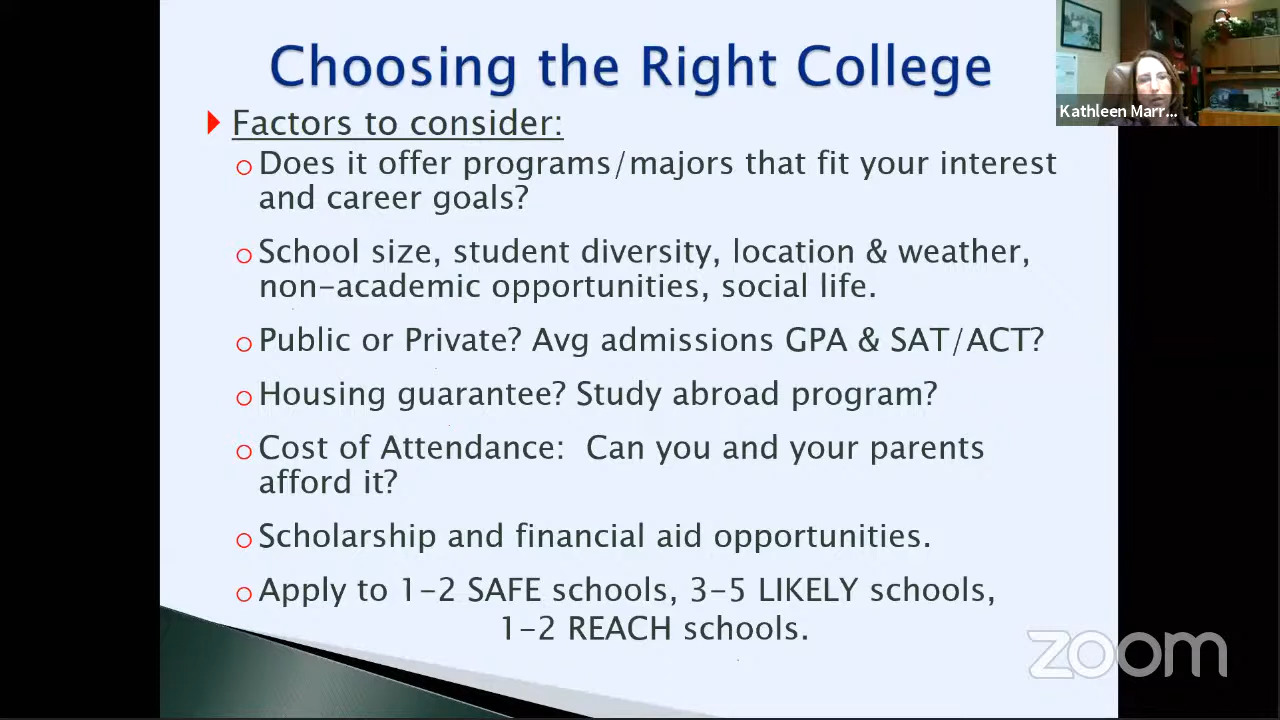 Choosing the Right College
Factors to consider:
Does it offer programs/majors that fit your interest
and career goals?
School size, student diversity, location & weather,
non-academic opportunities, social life.
Public or Private? Avg admissions GPA & SAT/ACT?
Housing guarantee? Study abroad program?
Cost of Attendance:  Can you and your parents
afford it?
Scholarship and financial aid opportunities.
Apply to 1-2 SAFE schools, 3-5 LIKELY schools,
1-2 REACH schools.
Kathleen Marr...
zoom